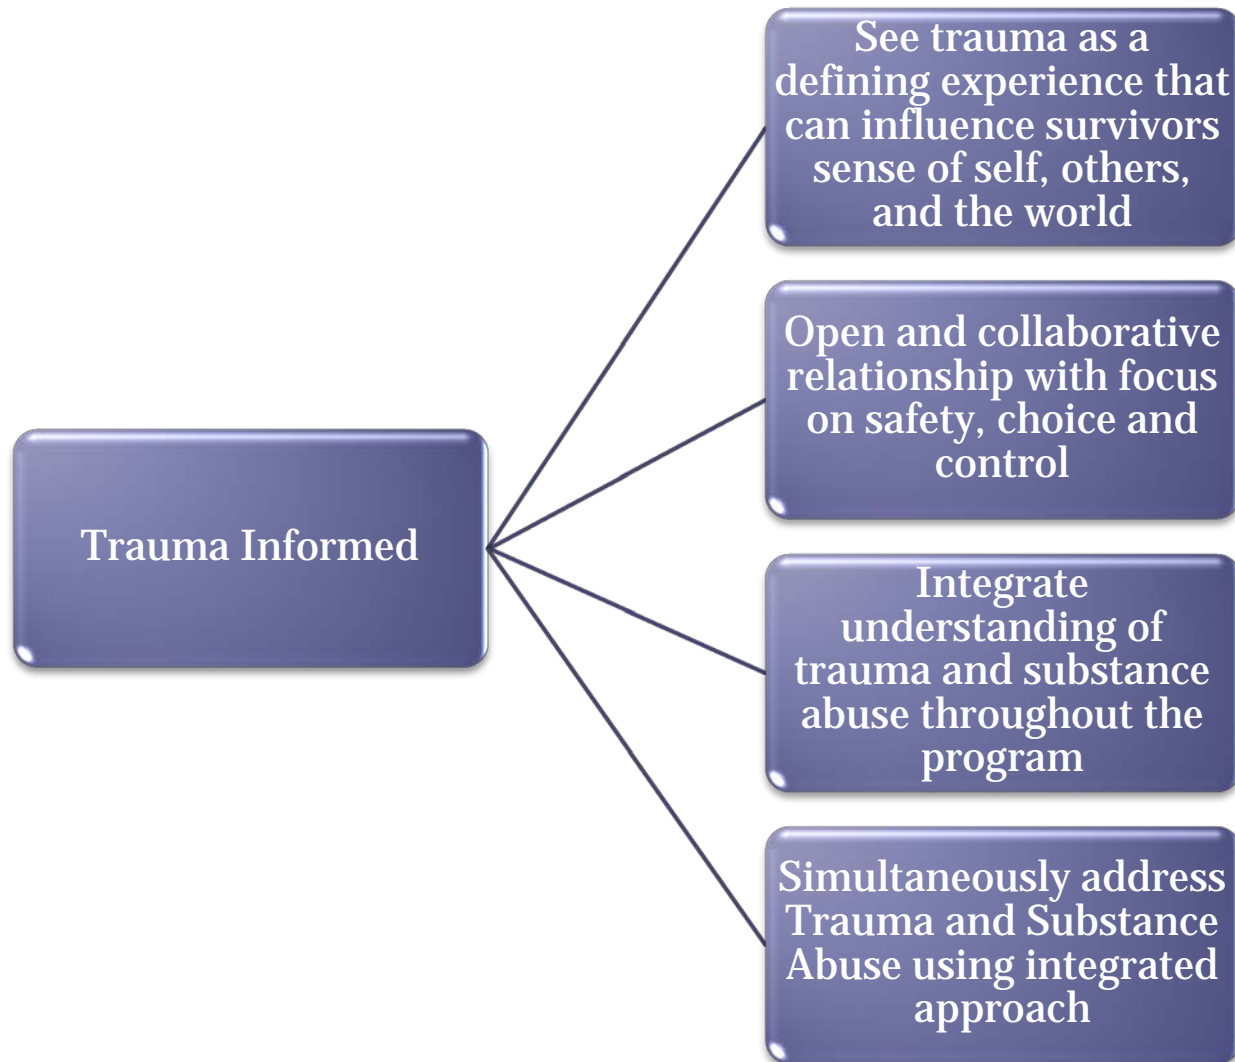 See trauma as a
defining experience that
can influence survivors
sense of self, others,
and the world
Open and collaborative
relationship with focus
on safety, choice and
control
Trauma Informed
Integrate
understanding of
trauma and substance
abuse throughout the
program
Simultaneously address
Trauma and Substance
Abuse using integrated
approach